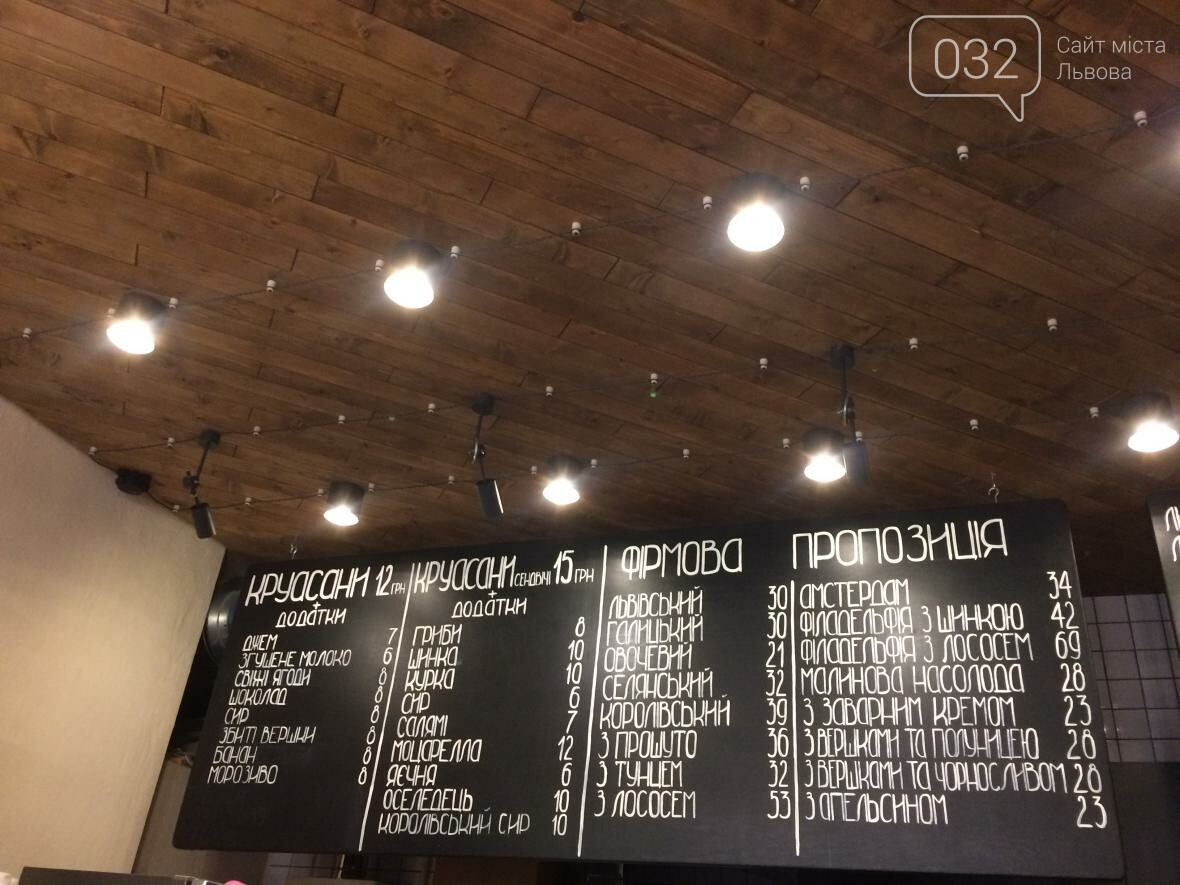 032
Сайт міста
Львова
КРУАСАНИ 12 ГРН
+
ДОДАТКИ
ДЖЕМ 7
ЗГУЩЕНЕ МОЛОКО 6
СВІЖІ ЯГОДИ 8
ШОКОЛАД 8
СИР 8
ЗБИТІ ВЕРШКИ 8
БАНАН 8
МОРОЗИВО 8
КРУАСАНИ СЕНДВІЧІ 15 ГРН
+
ДОДАТКИ
ГРИБИ 8
ШИНКА 10
КУРКА 10
СИР 6
САЛЯМІ 7
МОЦАРЕЛЛА 12
ЯЄЧНЯ 6
ОСЕЛЕДЕЦЬ 10
КОРОЛІВСЬКИЙ СИР 10
ФІРМОВА ПРОПОЗИЦІЯ
ЛЬВІВСЬКИЙ 30
ГАЛИЦЬКИЙ 30
ОВОЧЕВИЙ 21
СЕЛЯНСЬКИЙ 32
КОРОЛІВСЬКИЙ 39
З ПРОШУТО 36
З ТУНЦЕМ 32
З ЛОСОСЕМ 53
АМСТЕРДАМ 34
ФІЛАДЕЛЬФІЯ З ШИНКОЮ 42
ФІЛАДЕЛЬФІЯ З ЛОСОСЕМ 69
МАЛИНОВА НАСОЛОДА 28
З ЗАВАРНИМ КРЕМОМ 23
З ВЕРШКАМИ ТА ПОЛУНИЦЕЮ 28
З ВЕРШКАМИ ТА ЧОРНОСЛИВОМ 28
З АПЕЛЬСИНОМ 23